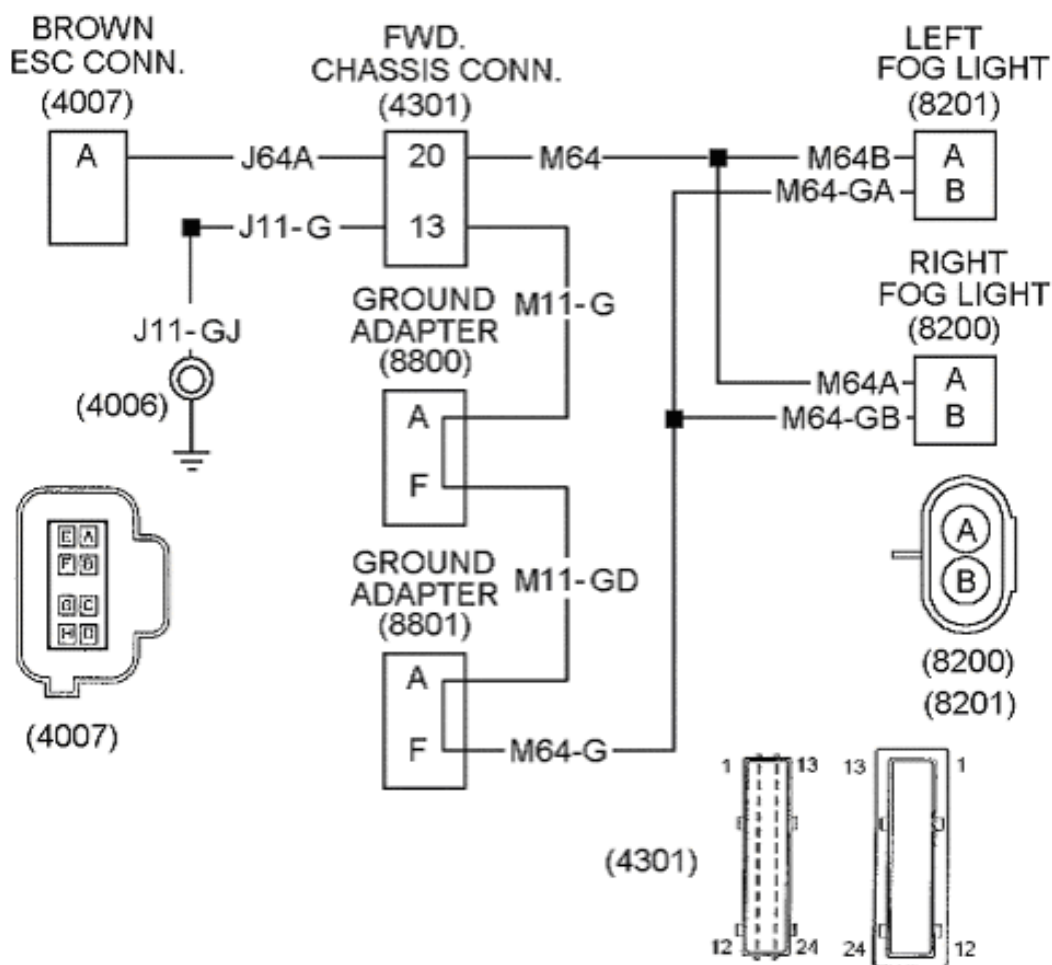 BROWN
ESC CONN.
(4007)
A
FWD.
CHASSIS CONN.
(4301)
20
13
LEFT
FOG LIGHT
(8201)
A
B
J64A
M64
M64B
M64-GA
J11-G
M11-G
J11-GJ
(4006)
GROUND
ADAPTER
(8800)
A
F
RIGHT
FOG LIGHT
(8200)
A
B
M64A
M64-GB
M11-GD
GROUND
ADAPTER
(8801)
A
F
M64-G
E A
F B
G C
H D
(4007)
A
B
(8200)
(8201)
(4301)
1 13
12 24
13 1
24 12